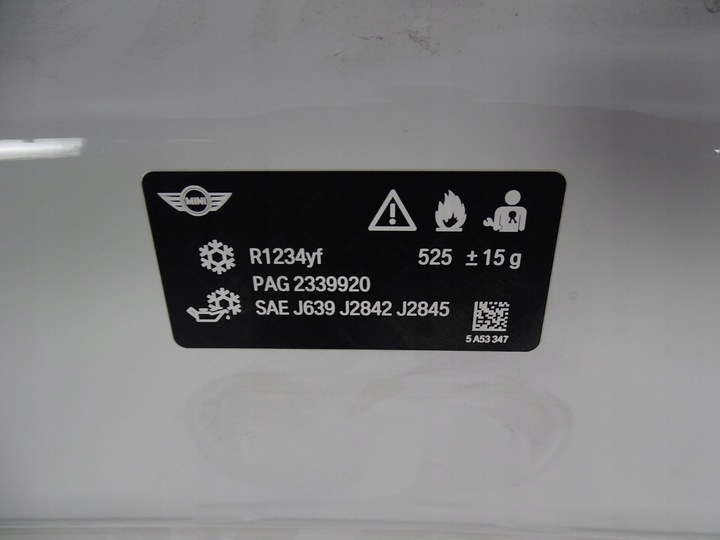 MINI
R1234yf 525 ± 15 g
PAG 2339920
SAE J639 J2842 J2845
5 A53 347